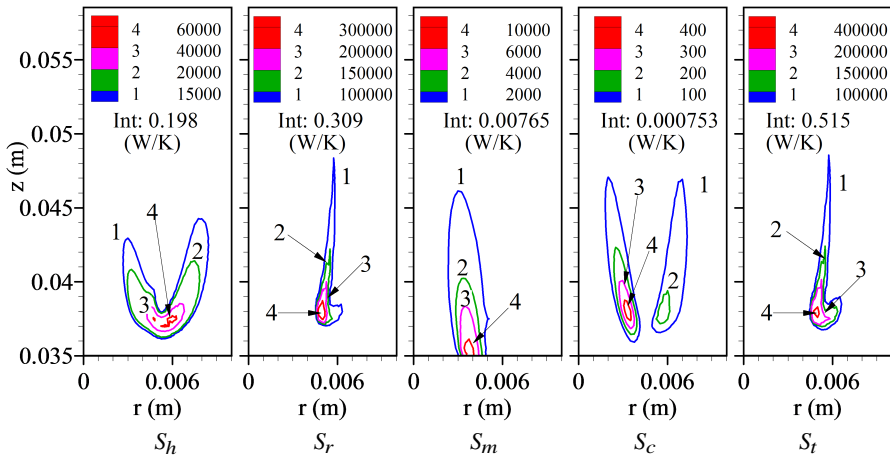 4 60000 4 300000 4 10000 4 400 4 400000
3 40000 3 200000 3 6000 3 300 3 200000
2 20000 2 150000 2 4000 2 200 2 150000
1 15000 1 100000 1 2000 1 100 1 100000
Int: 0.198 Int: 0.309 Int: 0.00765 Int: 0.000753 Int: 0.515
(W/K) (W/K) (W/K) (W/K) (W/K)
z (m)
0.055
0.05
0.045
0.04
0.035
1 4 2 3
1 2 3 4
1 2 3 4
3 1 4 2
1 2 3 4
0 0.006 0 0.006 0 0.006 0 0.006 0 0.006
r (m) r (m) r (m) r (m) r (m)
S_h S_r S_m S_c S_t